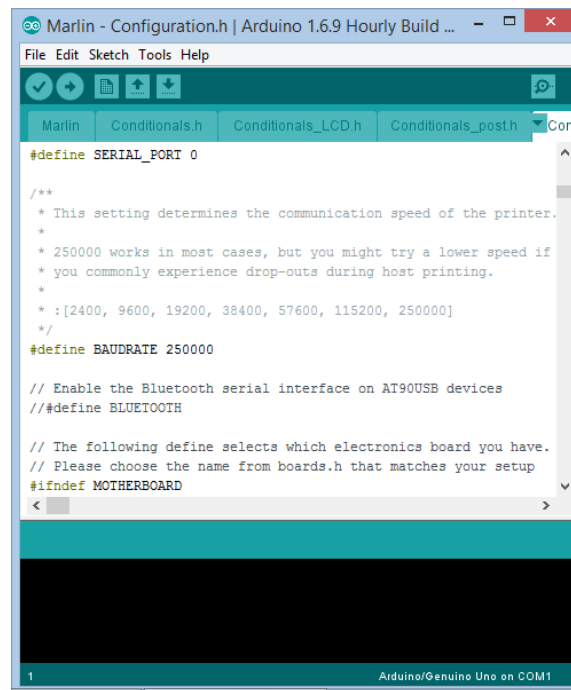 Marlin - Configuration.h | Arduino 1.6.9 Hourly Build ...
File Edit Sketch Tools Help
Marlin Conditionals.h Conditionals_LCD.h Conditionals_post.h Con
#define SERIAL_PORT 0
/**
* This setting determines the communication speed of the printer.
*
* 250000 works in most cases, but you might try a lower speed if
* you commonly experience drop-outs during host printing.
*
* :[2400, 9600, 19200, 38400, 57600, 115200, 250000]
*/
#define BAUDRATE 250000
// Enable the Bluetooth serial interface on AT90USB devices
//#define BLUETOOTH
// The following define selects which electronics board you have.
// Please choose the name from boards.h that matches your setup
#ifndef MOTHERBOARD
1 Arduino/Genuino Uno on COM1